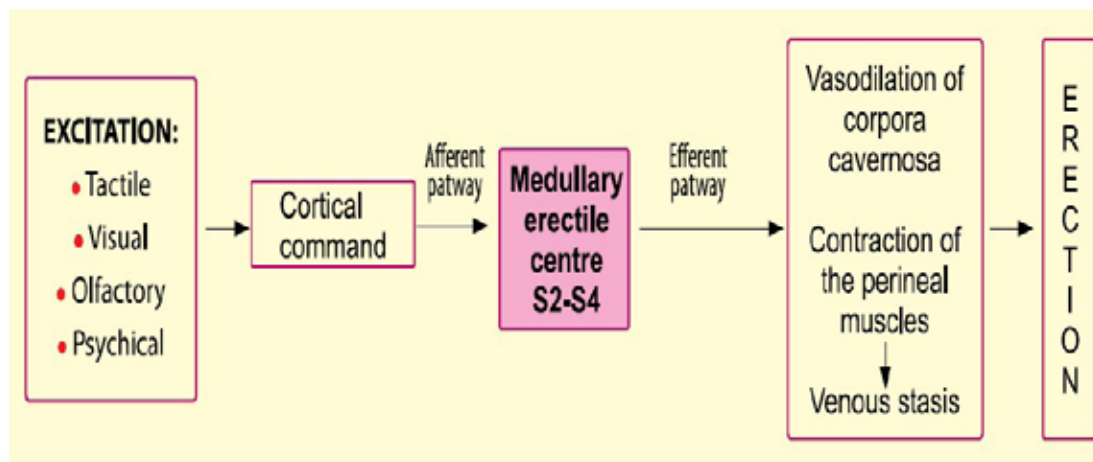 EXCITATION:
• Tactile
• Visual
• Olfactory
• Psychical
Cortical
command
Afferent
patway
Medullary
erectile
centre
S2-S4
Efferent
patway
Vasodilation of
corpora
cavernosa
Contraction of
the perineal
muscles
Venous stasis
E
R
E
C
T
I
O
N